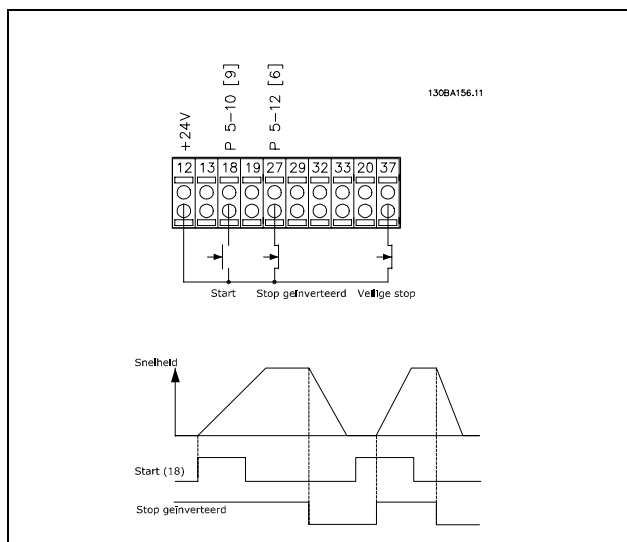 130BA156.11
+24V
P 5-10 [9]
P 5-12 [6]
12 13 18 19 27 29 32 33 20 37
Start Stop geïnverteerd Veilige stop
Snelheid
Start (18)
Stop geïnverteerd